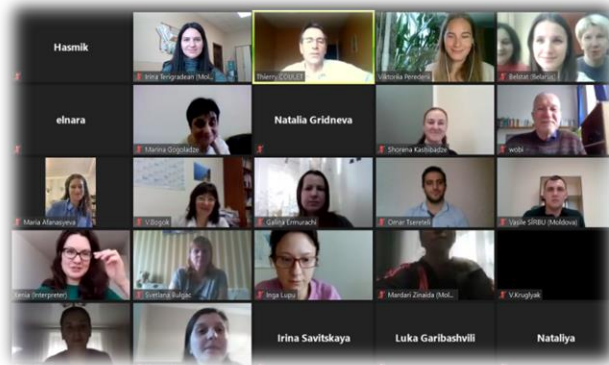 Hasmik
Irina Terigradean (Mol...
Thierry COULET
Viktoriia Perederii
Belstat (Belarus)
elnara
Marina Gogoladze
Natalia Gridneva
Shorena Kashibadze
wobi
Maria Afanasyeva
V.Bogok
Galina Ermurachi
Omar Tsereteli
Vasile SÎRBU (Moldova)
Xenia (Interpreter)
Svetlana Bulgac
Inga Lupu
Mardari Zinaida (Mol...
V.Kruglyak
Irina Savitskaya
Luka Garibashvili
Nataliya